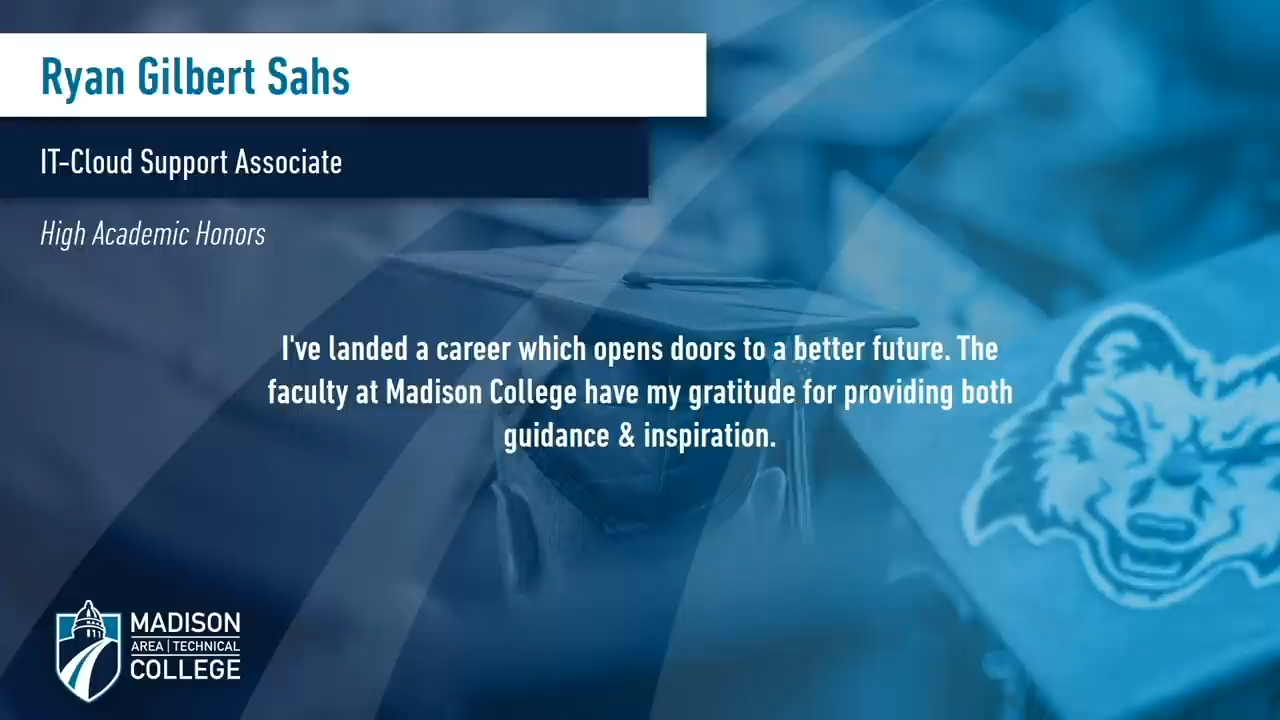 Ryan Gilbert Sahs
IT-Cloud Support Associate
High Academic Honors
I've landed a career which opens doors to a better future. The
faculty at Madison College have my gratitude for providing both
guidance & inspiration.
MADISON
AREA | TECHNICAL
COLLEGE